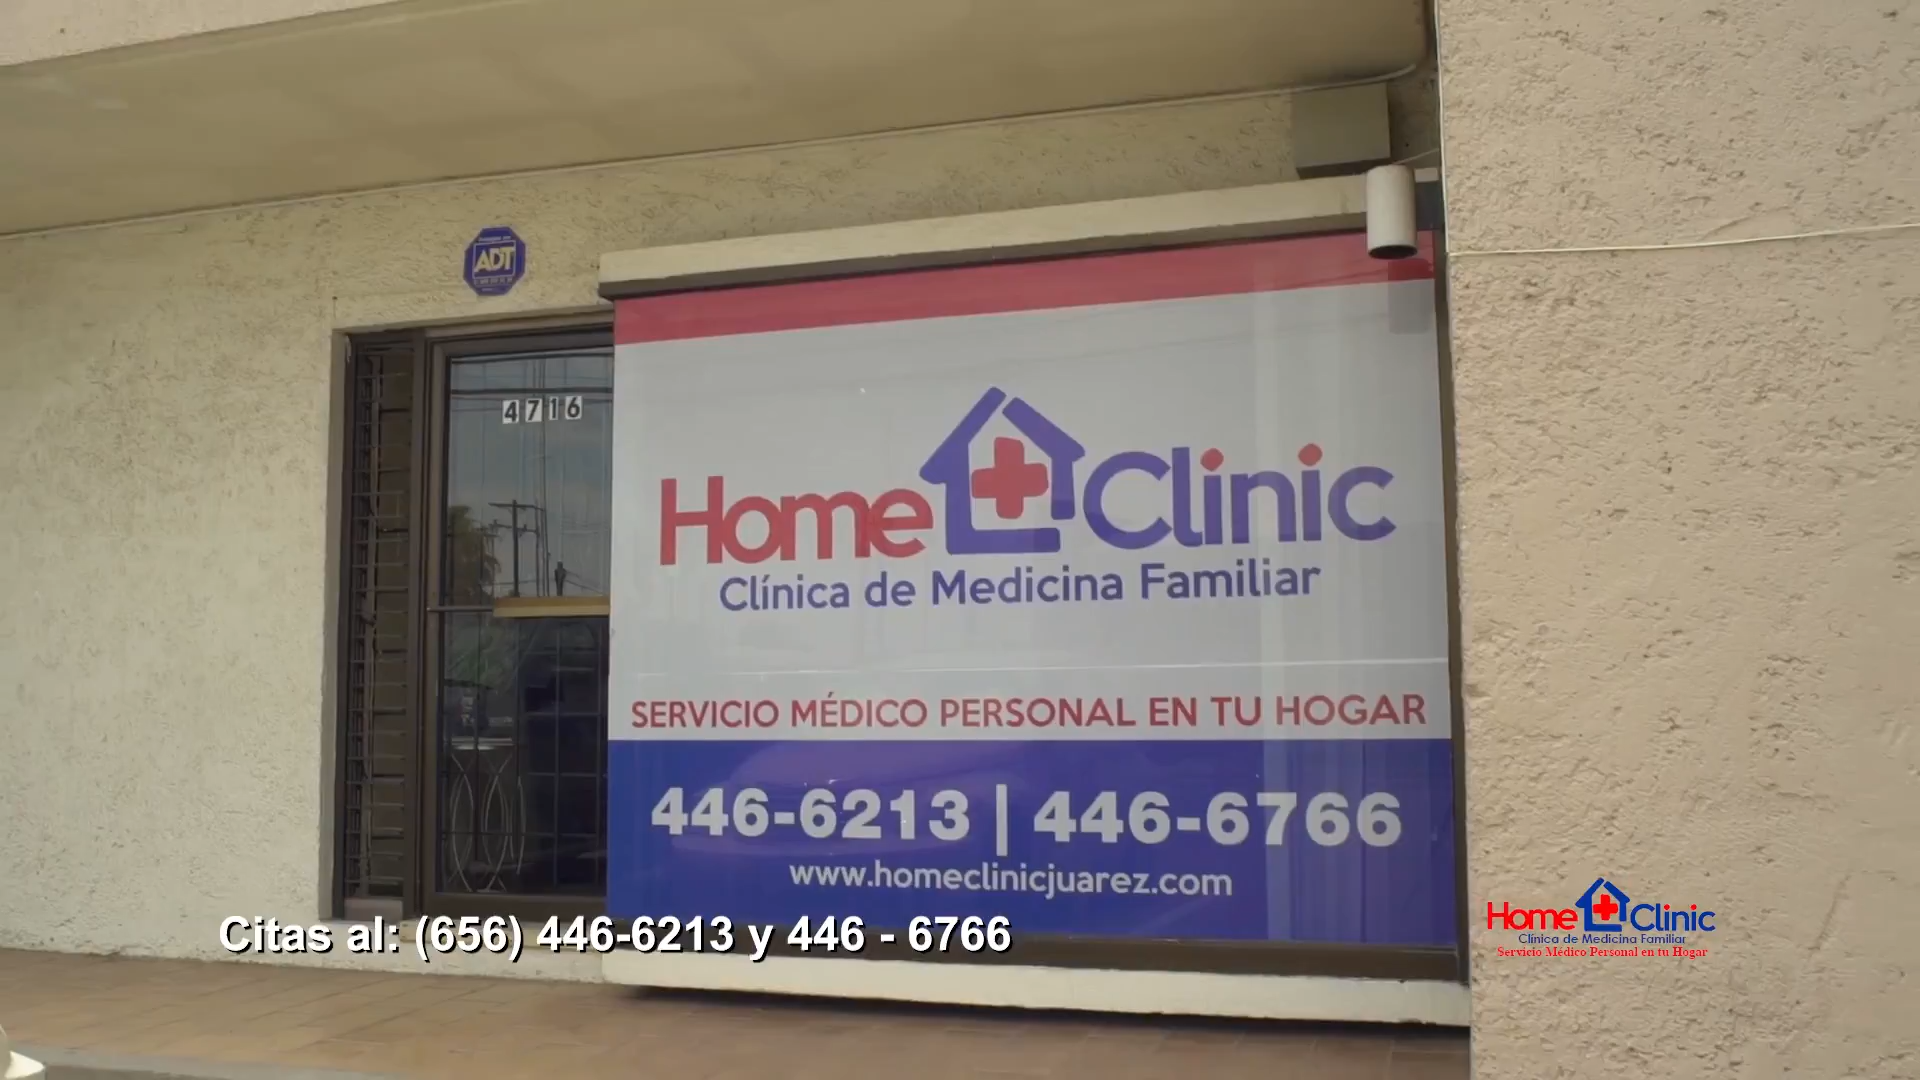 ADT
4716
Home Clinic
Clínica de Medicina Familiar
SERVICIO MÉDICO PERSONAL EN TU HOGAR
446-6213 | 446-6766
www.homeclinicjuarez.com
Citas al: (656) 446-6213 y 446 - 6766
Home Clinic
Clínica de Medicina Familiar
Servicio Médico Personal en tu Hogar